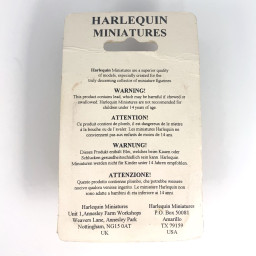 HARLEQUIN
MINIATURES
Harlequin Miniatures are a superior quality
of models, especially created for the
truly discerning collector of miniature figurines
WARNING!
This product contains lead, which may be harmful if chewed or
swallowed. Harlequin Miniatures are not recommended for
children under 14 years of age
ATTENTION!
Ce produit contient de plomb, il est dangereux de le mâcher
ou de l'avaler. Les miniatures Harlequin ne
conviennent pas aux enfants de moins de 14 ans
WARNUNG!
Dieses Produkt enthält Blei, welches beim Kauen oder
Schlucken gesundheitsschädlich sein kann. Harlequin
Miniaturen werden nicht für Kinder unter 14 Jahren empfohlen.
ATTENZIONE!
Questo prodotto contiene piombo, che potrebbe
nuocere qualora venisse ingerito. Le miniature Harlequin non
sono adatte a bambini di età inferiore ai 14 anni
Harlequin Miniatures
Unit 1, Annesley Farm Workshops
Weavers Lane, Annesley Park
Nottingham, NG15 0AT
UK
Harlequin Miniatures
P.O. Box 50001
Amarillo
TX 79159
USA